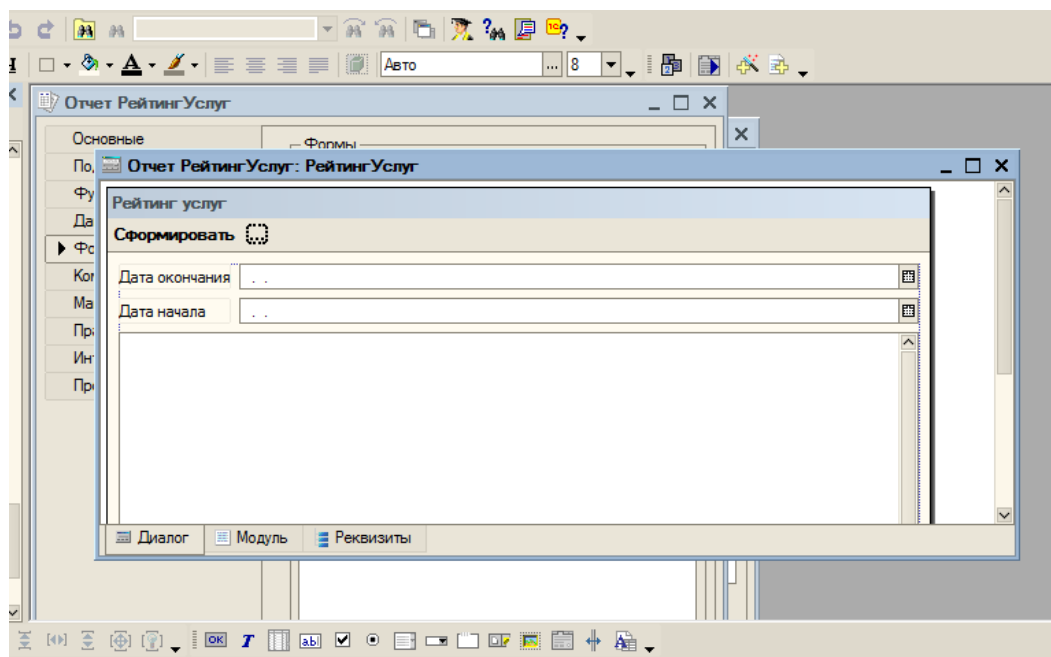 Авто
8
Отчет РейтингУслуг
Основные
Формы
Отчет РейтингУслуг: РейтингУслуг
Рейтинг услуг
Сформировать
Дата окончания . .
Дата начала . .
Диалог Модуль Реквизиты